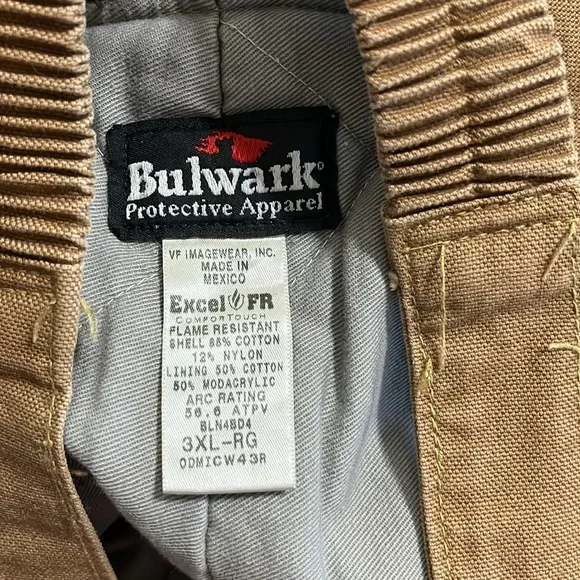 Bulwark®
Protective Apparel
VF IMAGEWEAR, INC.
MADE IN
MEXICO
Excel FR
COMFORTOUCH
FLAME RESISTANT
SHELL 88% COTTON
12% NYLON
LINING 50% COTTON
50% MODACRYLIC
ARC RATING
56.6 ATPV
BLN4BD4
3XL-RG
ODMICW43R